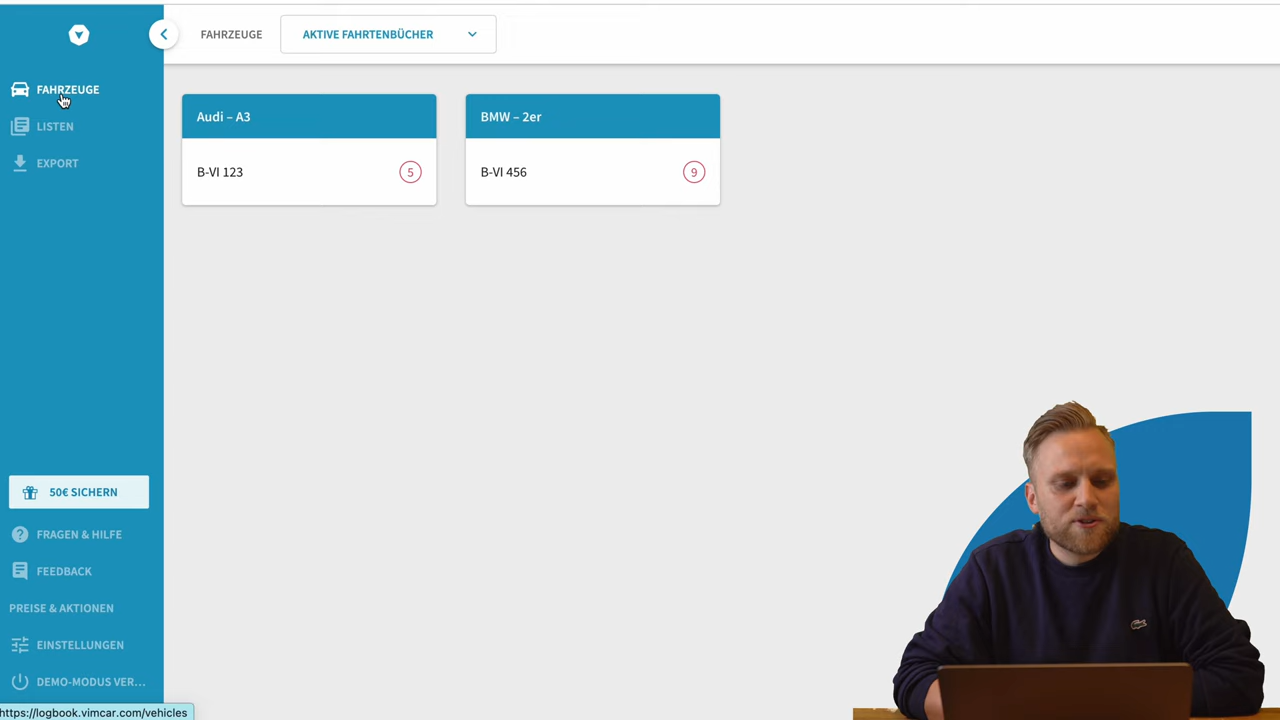 FAHRZEUGE
AKTIVE FAHRTENBÜCHER
FAHRZEUGE
LISTEN
EXPORT
Audi – A3
B-VI 123
5
BMW – 2er
B-VI 456
9
50€ SICHERN
FRAGEN & HILFE
FEEDBACK
PREISE & AKTIONEN
EINSTELLUNGEN
DEMO-MODUS VER...
https://logbook.vimcar.com/vehicles